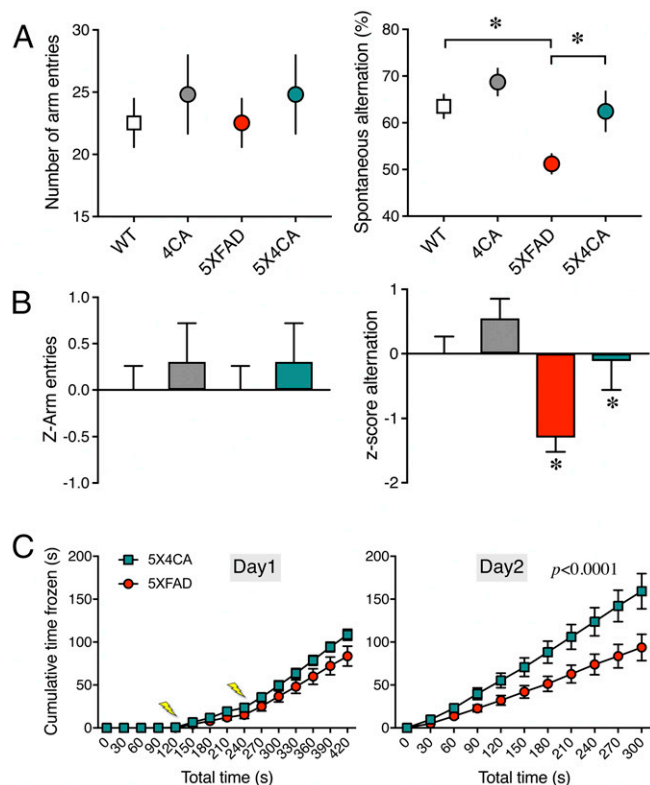 A
Number of arm entries
30
25
20
15
WT
4CA
5XFAD
5X4CA
Spontaneous alternation (%)
80
70
60
50
40
*
*
WT
4CA
5XFAD
5X4CA
B
Z-Arm entries
1.0
0.5
0.0
-0.5
-1.0
z-score alternation
1
0
-1
-2
*
*
C
Cumulative time frozen (s)
200
150
100
50
0
5X4CA
5XFAD
Day1
0 30 60 90 120 150 180 210 240 270 300 330 360 390 420
Total time (s)
200
150
100
50
0
Day2
p<0.0001
0 30 60 90 120 150 180 210 240 270 300
Total time (s)